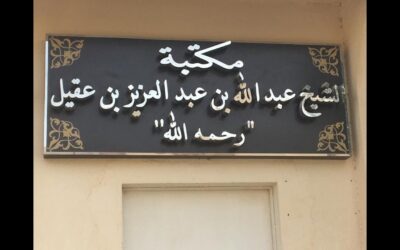 مكتبة
الشيخ عبد الله بن عبد العزيز بن عقيل
"رحمه الله"